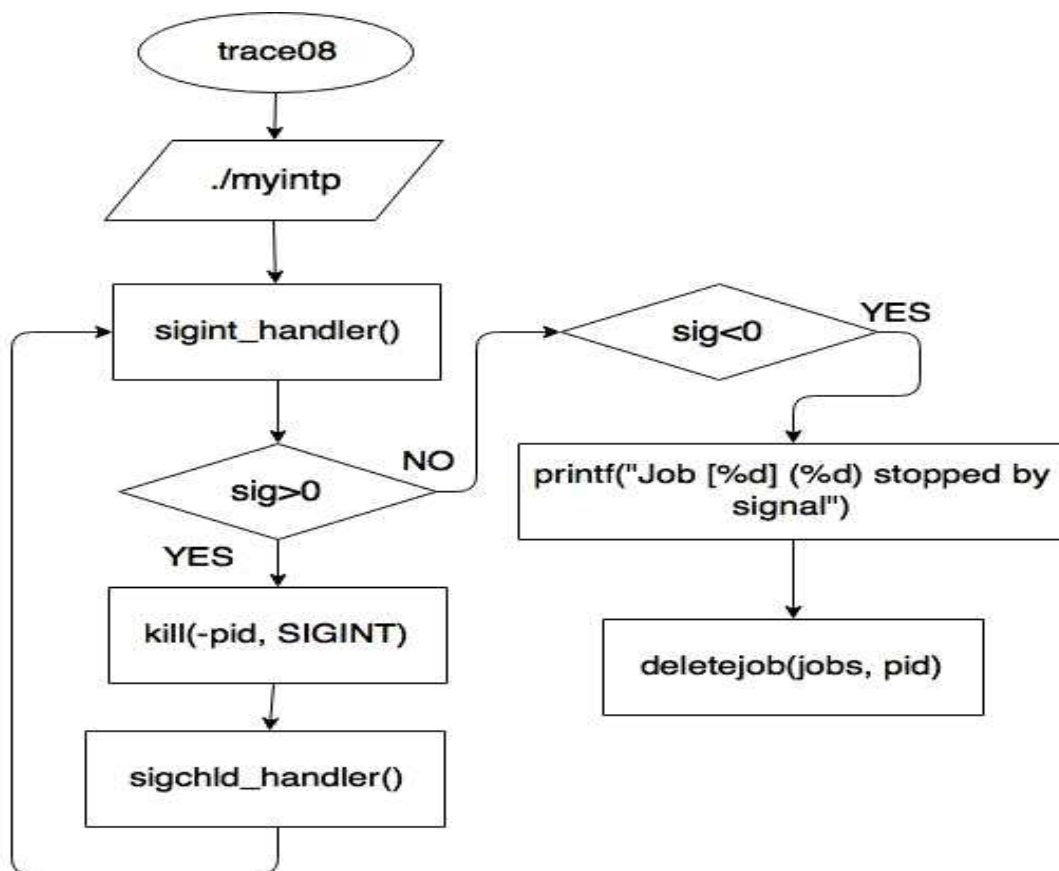 trace08
./myintp
sigint_handler()
sig>0
YES
NO
kill(-pid, SIGINT)
sigchld_handler()
sig<0
YES
printf("Job [%d] (%d) stopped by
signal")
deletejob(jobs, pid)